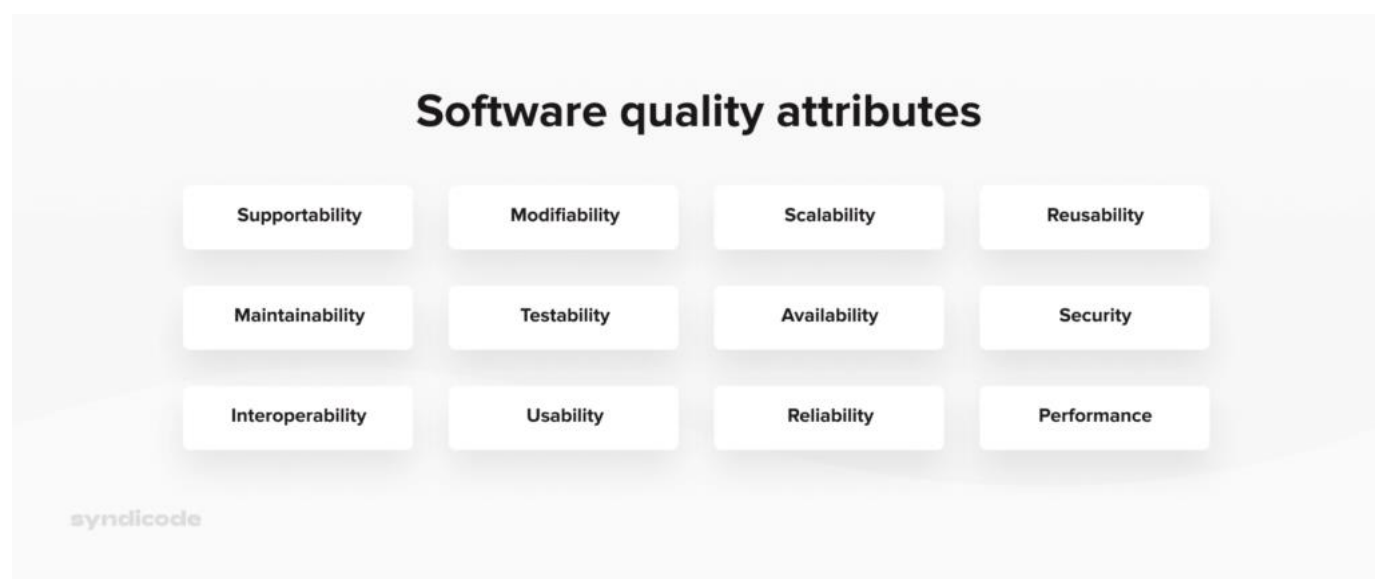 Software quality attributes
Supportability
Modifiability
Scalability
Reusability
Maintainability
Testability
Availability
Security
Interoperability
Usability
Reliability
Performance
syndicode